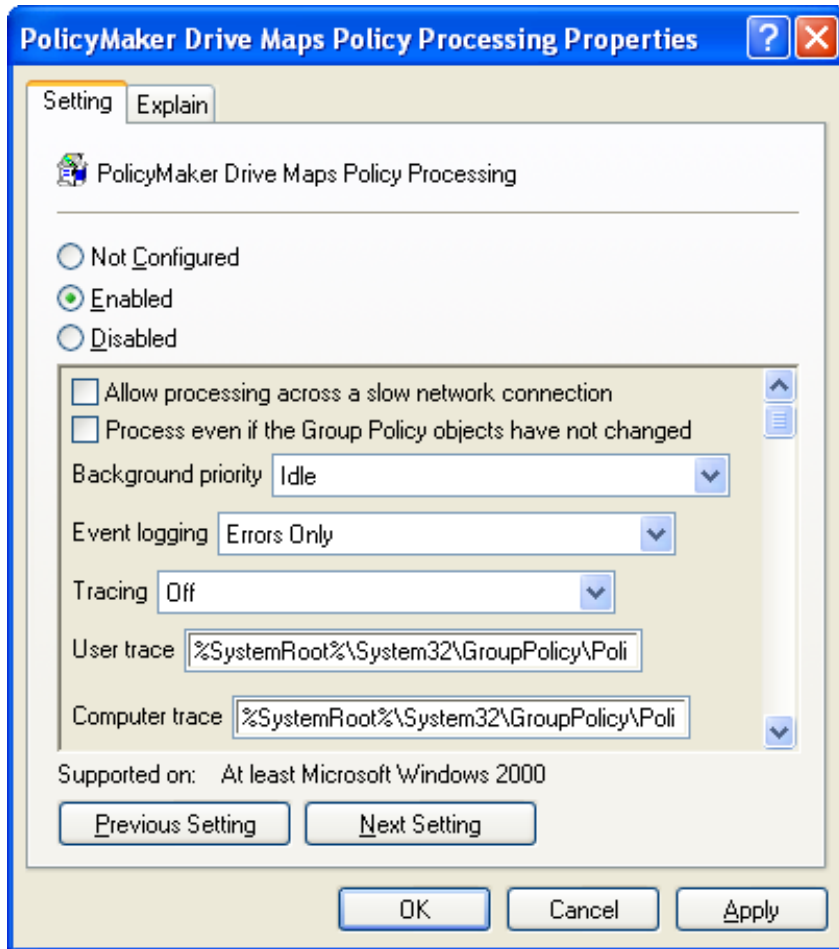 PolicyMaker Drive Maps Policy Processing Properties
Setting Explain
PolicyMaker Drive Maps Policy Processing
Not Configured
Enabled
Disabled
Allow processing across a slow network connection
Process even if the Group Policy objects have not changed
Background priority Idle
Event logging Errors Only
Tracing Off
User trace %SystemRoot%\System32\GroupPolicy\Poli
Computer trace %SystemRoot%\System32\GroupPolicy\Poli
Supported on: At least Microsoft Windows 2000
Previous Setting Next Setting
OK Cancel Apply